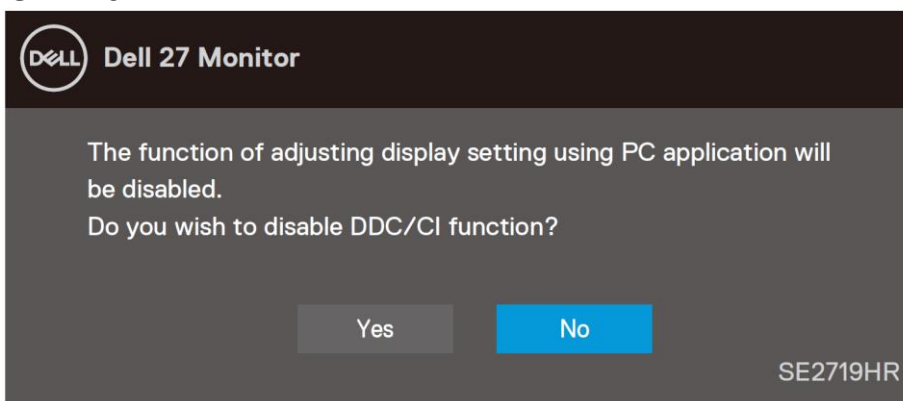 DELL Dell 27 Monitor
The function of adjusting display setting using PC application will
be disabled.
Do you wish to disable DDC/CI function?
Yes No
SE2719HR